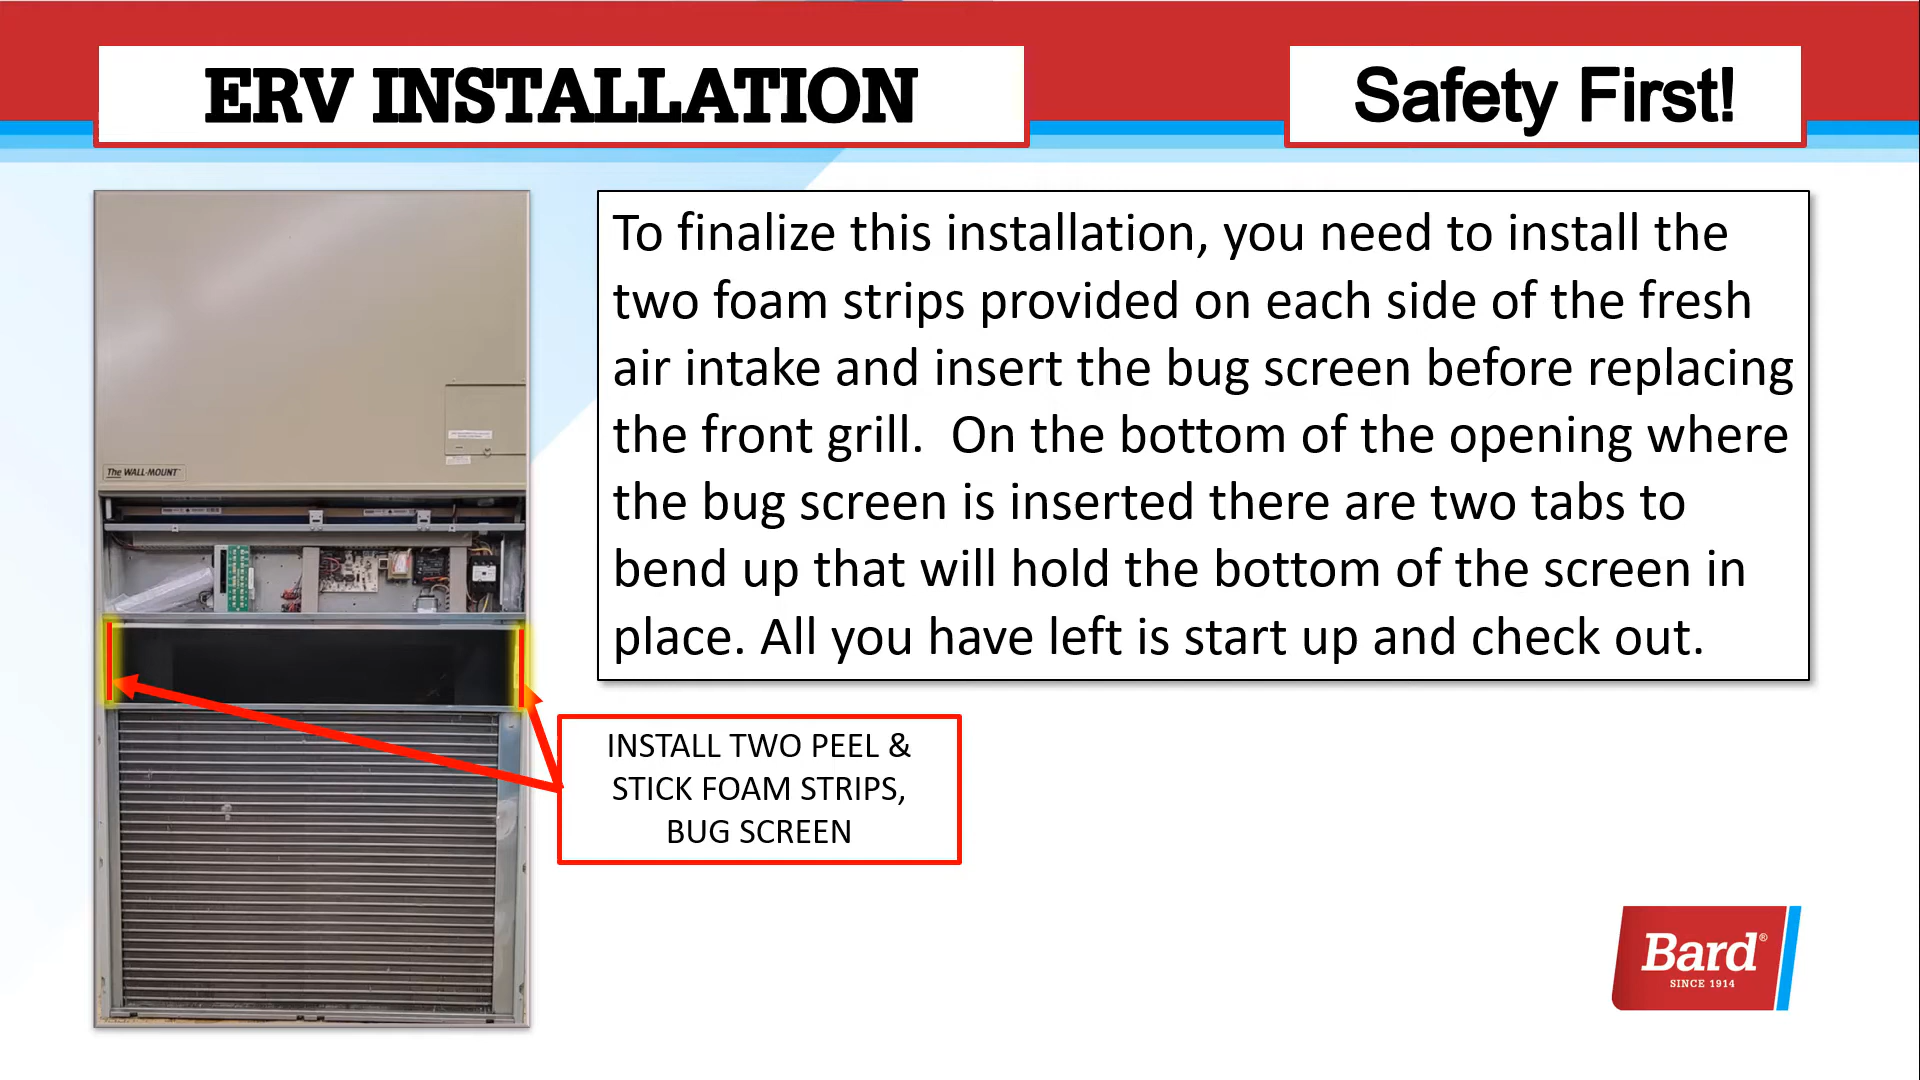 ERV INSTALLATION
Safety First!
To finalize this installation, you need to install the
two foam strips provided on each side of the fresh
air intake and insert the bug screen before replacing
the front grill.  On the bottom of the opening where
the bug screen is inserted there are two tabs to
bend up that will hold the bottom of the screen in
place. All you have left is start up and check out.
The WALL-MOUNT™
INSTALL TWO PEEL &
STICK FOAM STRIPS,
BUG SCREEN
Bard®
SINCE 1914